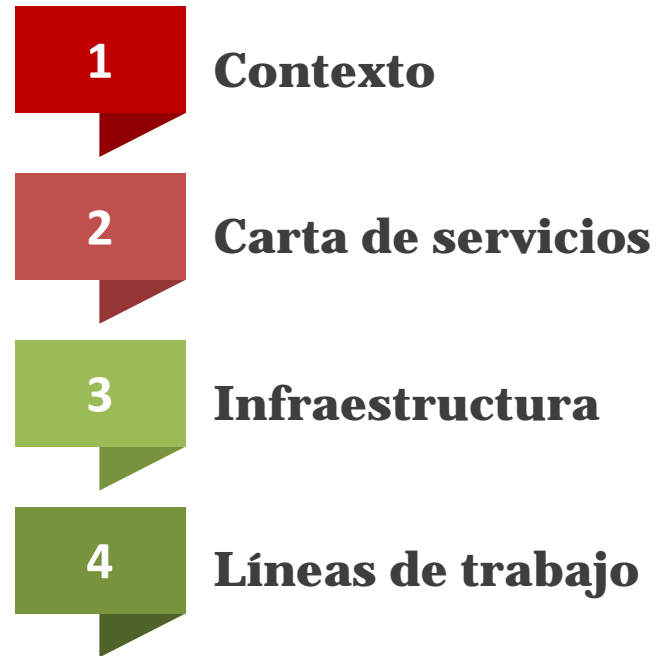 1 Contexto
2 Carta de servicios
3 Infraestructura
4 Líneas de trabajo